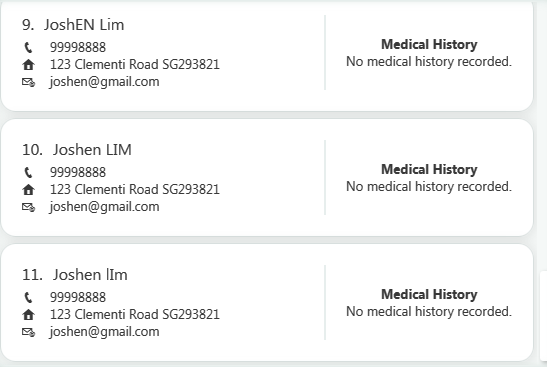 9. JoshEN Lim
99998888
123 Clementi Road SG293821
joshen@gmail.com
Medical History
No medical history recorded.
10. Joshen LIM
99998888
123 Clementi Road SG293821
joshen@gmail.com
Medical History
No medical history recorded.
11. Joshen lIm
99998888
123 Clementi Road SG293821
joshen@gmail.com
Medical History
No medical history recorded.